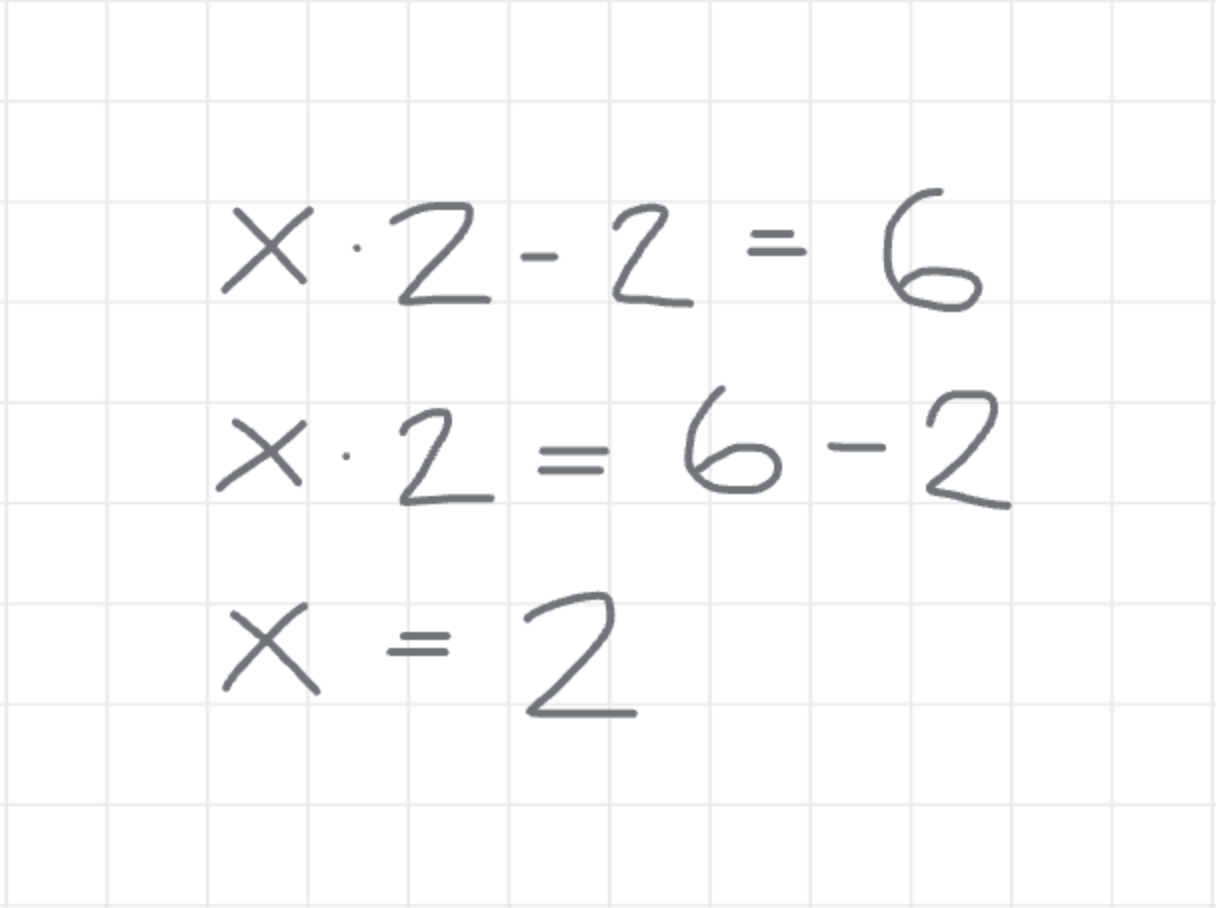 x · 2 - 2 = 6
x · 2 = 6 - 2
x = 2